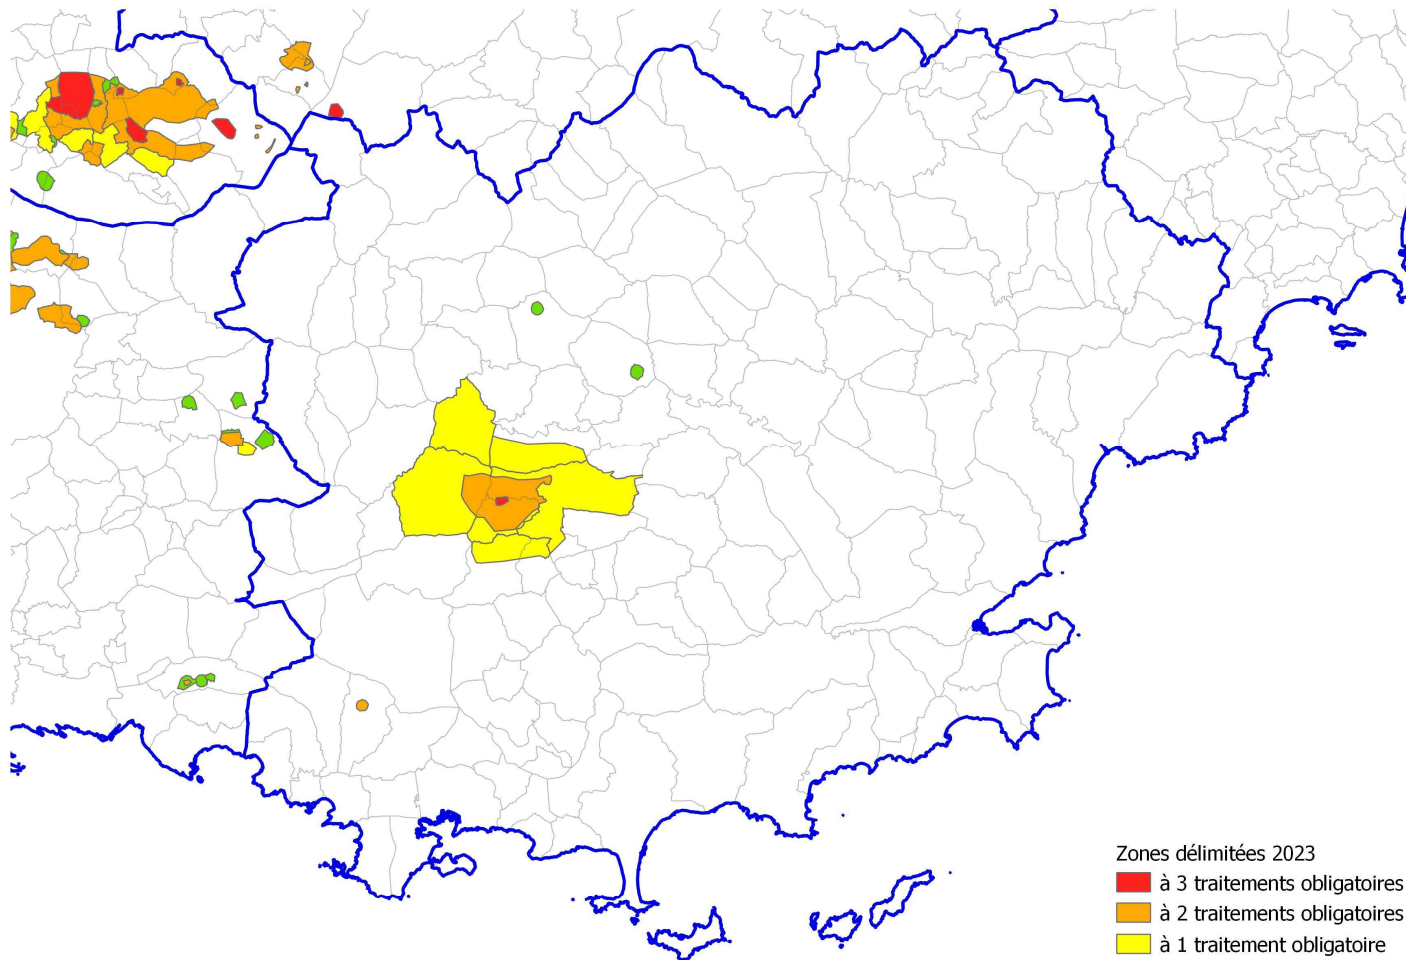 Zones délimitées 2023
à 3 traitements obligatoires
à 2 traitements obligatoires
à 1 traitement obligatoire